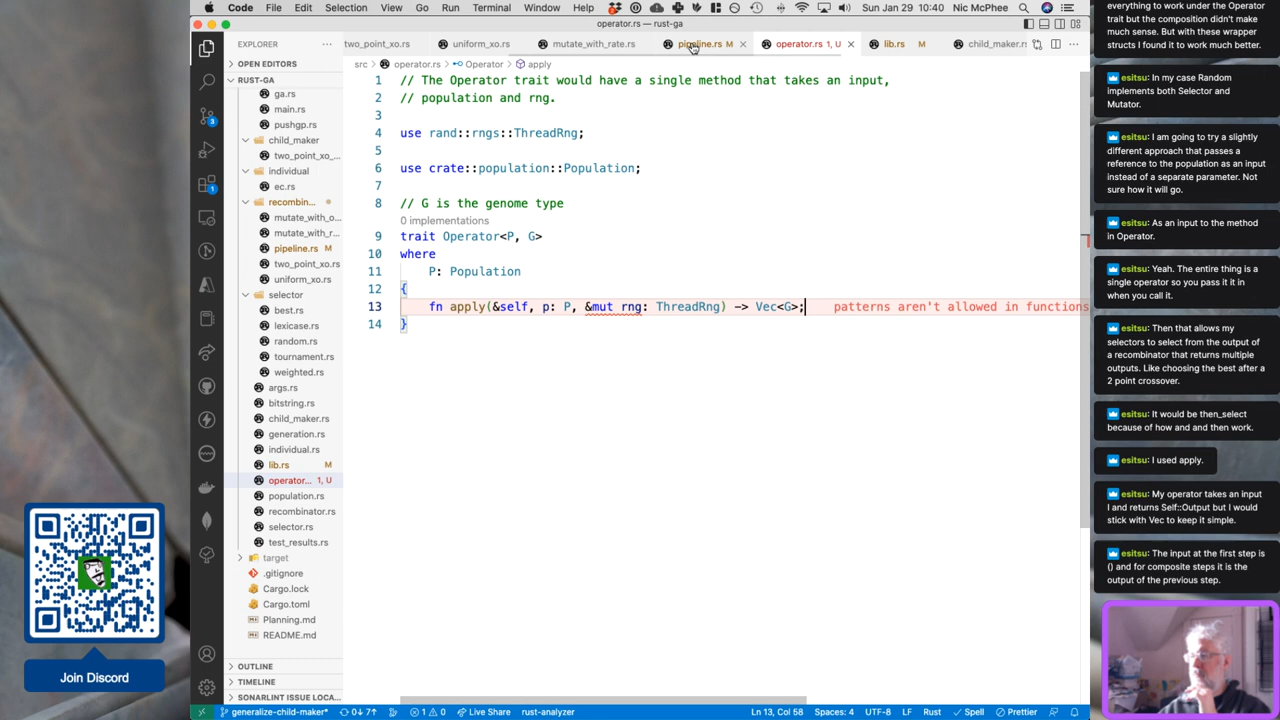 Code File Edit Selection View Go Run Terminal Window Help Sun Jan 29 10:40 Nic McPhee
operator.rs — rust-ga
EXPLORER
OPEN EDITORS
RUST-GA
ga.rs
main.rs
pushgp.rs
child_maker
two_point_xo_...
individual
ec.rs
recombin...
mutate_with_o...
mutate_with_r...
pipeline.rs M
two_point_xo.rs
uniform_xo.rs
selector
best.rs
lexicase.rs
random.rs
tournament.rs
weighted.rs
args.rs
bitstring.rs
child_maker.rs
generation.rs
individual.rs
lib.rs M
operator... 1, U
population.rs
recombinator.rs
selector.rs
test_results.rs
target
.gitignore
Cargo.lock
Cargo.toml
Planning.md
README.md
OUTLINE
TIMELINE
SONARLINT ISSUE LOCA...
two_point_xo.rs uniform_xo.rs mutate_with_rate.rs pipeline.rs M operator.rs 1, U lib.rs M child_maker.rs
src > operator.rs > Operator > apply
1 // The Operator trait would have a single method that takes an input,
2 // population and rng.
3
4 use rand::rngs::ThreadRng;
5
6 use crate::population::Population;
7
8 // G is the genome type
0 implementations
9 trait Operator<P, G>
10 where
11 P: Population
12 {
13 fn apply(&self, p: P, &mut rng: ThreadRng) -> Vec<G>; patterns aren't allowed in functions
14 }
generalize-child-maker* 0↓ 7↑ 1 0 Live Share rust-analyzer Ln 13, Col 58 Spaces: 4 UTF-8 LF Rust Spell Prettier
everything to work under the Operator
trait but the composition didn't make
much sense. But with these wrapper
structs I found it to work much better.
esitsu: In my case Random
implements both Selector and
Mutator.
esitsu: I am going to try a slightly
different approach that passes a
reference to the population as an input
instead of a separate parameter. Not
sure how it will go.
esitsu: As an input to the method
in Operator.
esitsu: Yeah. The entire thing is a
single operator so you pass it it in
when you call it.
esitsu: Then that allows my
selectors to select from the output of
a recombinator that returns multiple
outputs. Like choosing the best after a
2 point crossover.
esitsu: It would be then_select
because of how and and then work.
esitsu: I used apply.
esitsu: My operator takes an input
I and returns Self::Output but I would
stick with Vec to keep it simple.
esitsu: The input at the first step is
() and for composite steps it is the
output of the previous step.
Join Discord